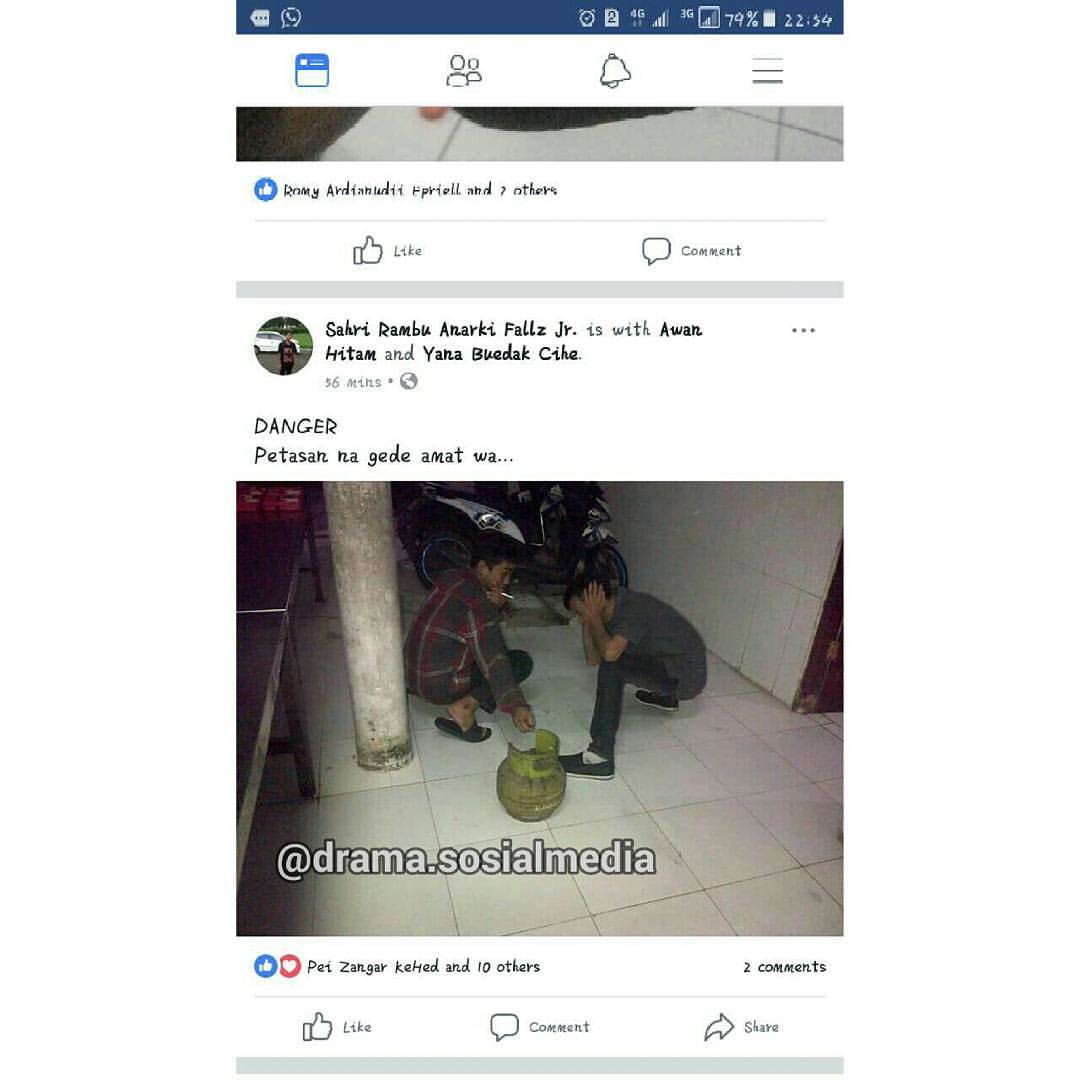 4G
3G
79%
22:54
Romy Ardianudii Epriell and 2 others
Like
Comment
Sahri Rambu Anarki Fallz Jr. is with Awan
Hitam and Yana Buedak Cihe.
56 mins •
DANGER
Petasan na gede amat wa...
@drama.sosialmedia
Pei Zangar keHed and 10 others
2 comments
Like
Comment
Share